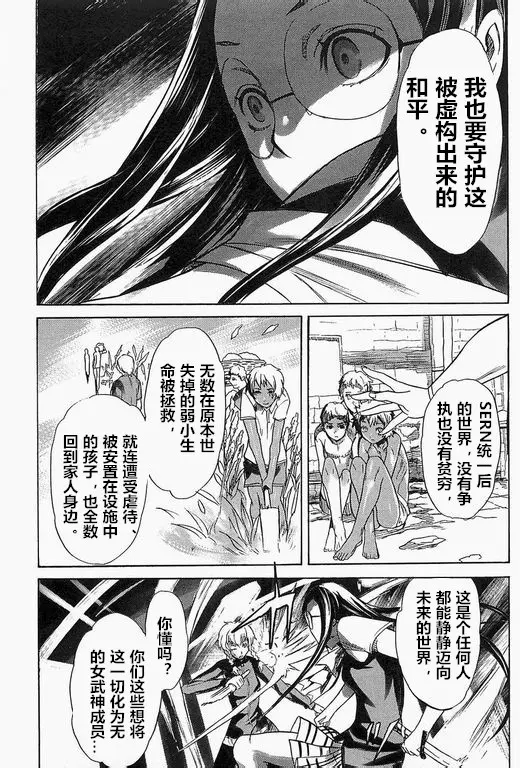 我也要守护这
被虚构出来的
和平。
SERN统一后
的世界，没有争
执也没有贫穷，
无数在原本世
失掉的弱小生
命被拯救，
就连遭受虐待、
被安置在设施中
的孩子，也全数
回到家人身边。
这是个任何人
都能静静迈向
未来的世界，
你懂吗？
你们这些想将
这一切化为无
的女武神成员…